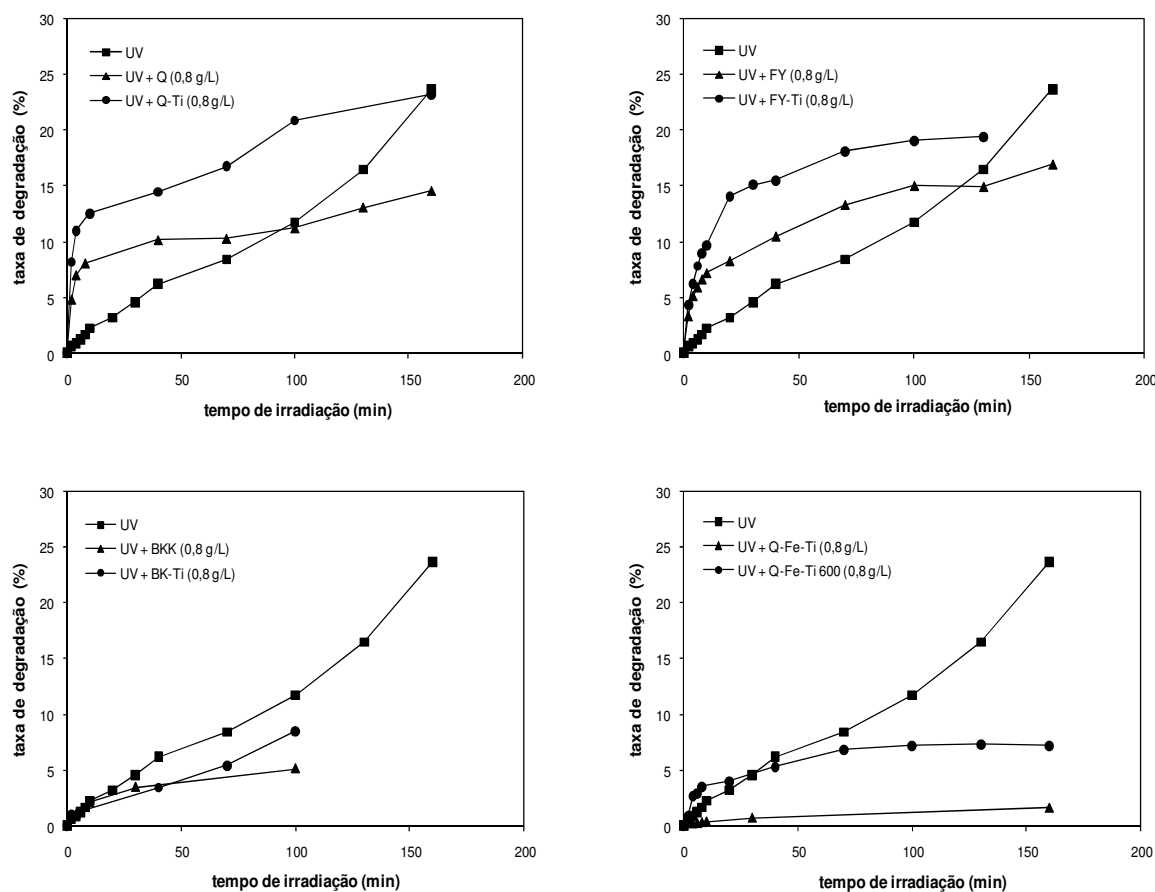 30
25
20
15
10
5
0
taxa de degradação (%)
UV
UV + Q (0,8 g/L)
UV + Q-Ti (0,8 g/L)
0 50 100 150 200
tempo de irradiação (min)
30
25
20
15
10
5
0
taxa de degradação (%)
UV
UV + FY (0,8 g/L)
UV + FY-Ti (0,8 g/L)
0 50 100 150 200
tempo de irradiação (min)
30
25
20
15
10
5
0
taxa de degradação (%)
UV
UV + BKK (0,8 g/L)
UV + BK-Ti (0,8 g/L)
0 50 100 150 200
tempo de irradiação (min)
30
25
20
15
10
5
0
taxa de degradação (%)
UV
UV + Q-Fe-Ti (0,8 g/L)
UV + Q-Fe-Ti 600 (0,8 g/L)
0 50 100 150 200
tempo de irradiação (min)